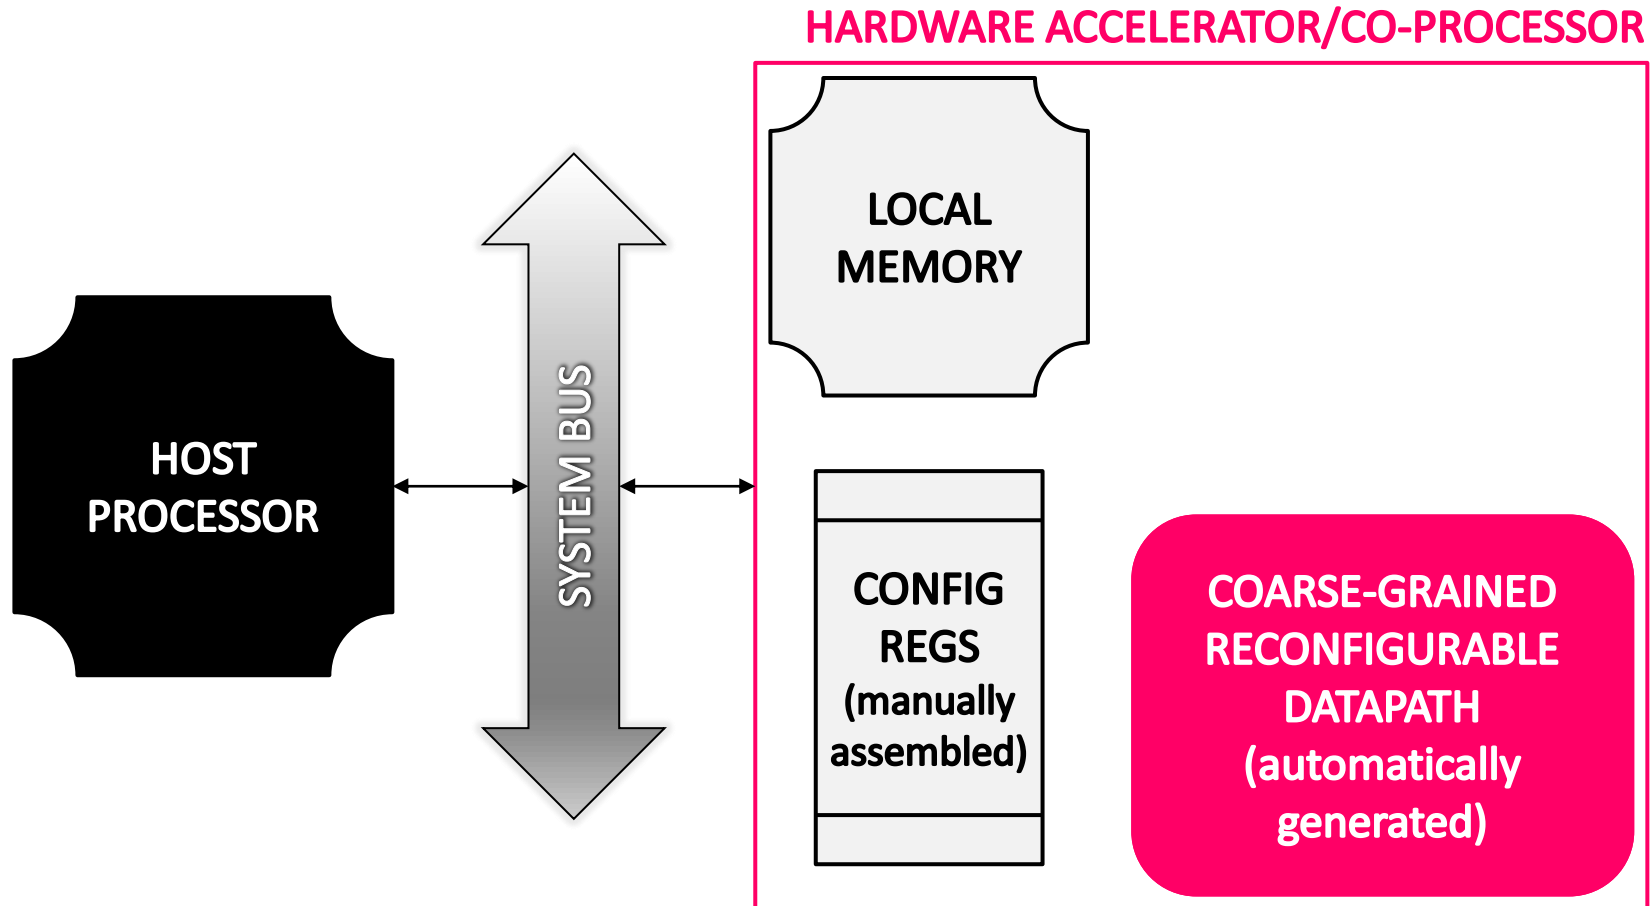 HARDWARE ACCELERATOR/CO-PROCESSOR
LOCAL
MEMORY
HOST
PROCESSOR
SYSTEM BUS
CONFIG
REGS
(manually
assembled)
COARSE-GRAINED
RECONFIGURABLE
DATAPATH
(automatically
generated)